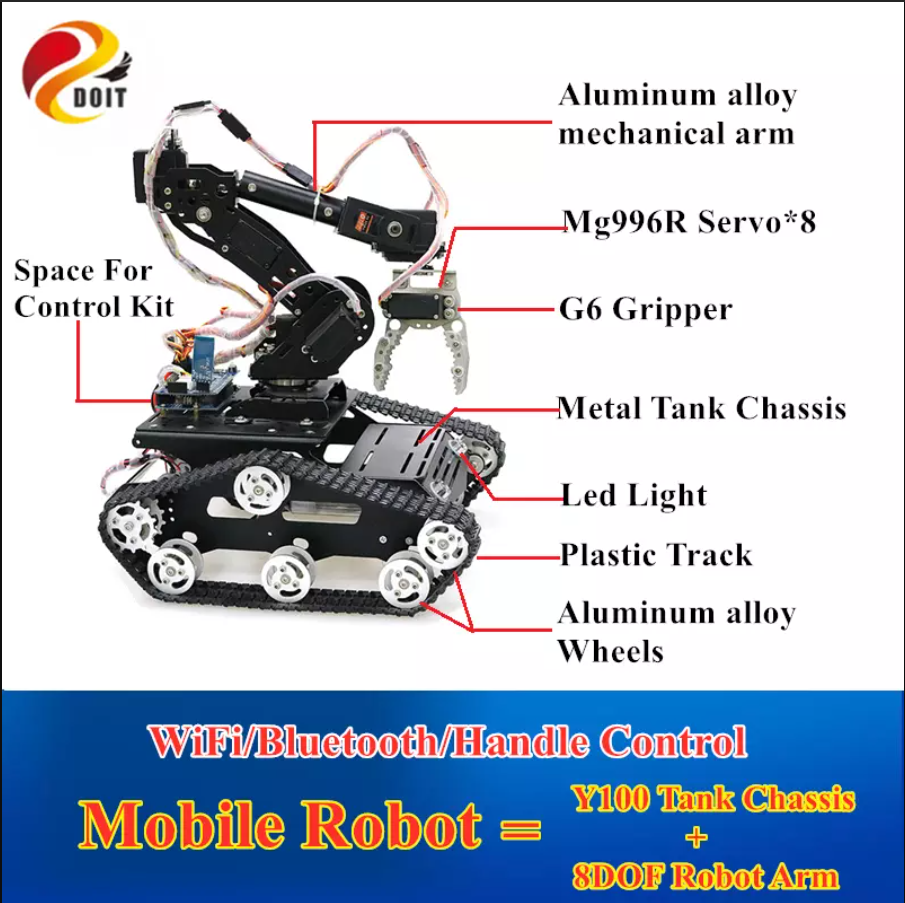 DOIT
Aluminum alloy
mechanical arm
Mg996R Servo*8
Space For
Control Kit
G6 Gripper
Metal Tank Chassis
Led Light
Plastic Track
Aluminum alloy
Wheels
WiFi/Bluetooth/Handle Control
Mobile Robot = Y100 Tank Chassis
+
8DOF Robot Arm